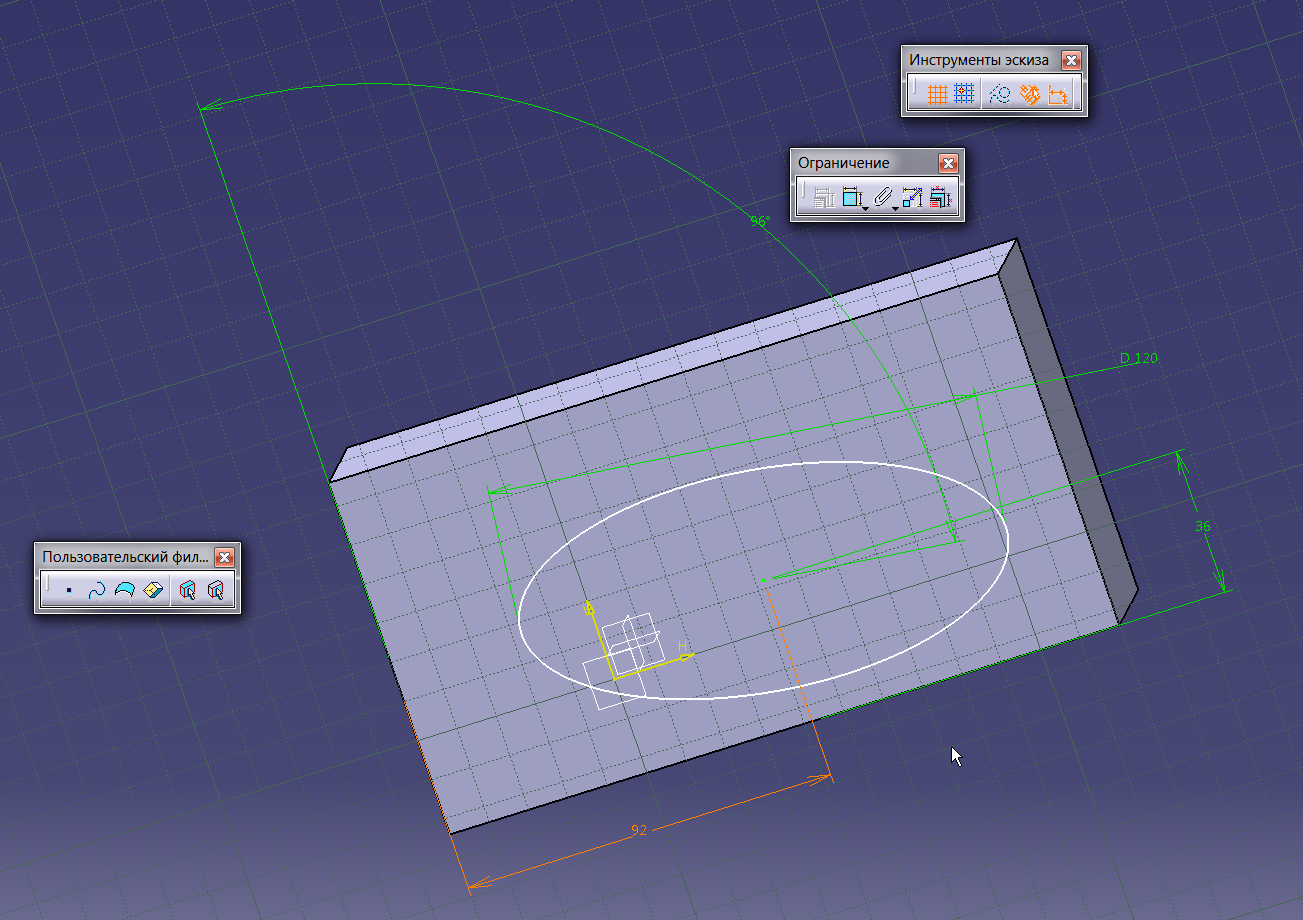 Инструменты эскиза
Ограничение
96°
D 120
36
Пользовательский фил...
H
92